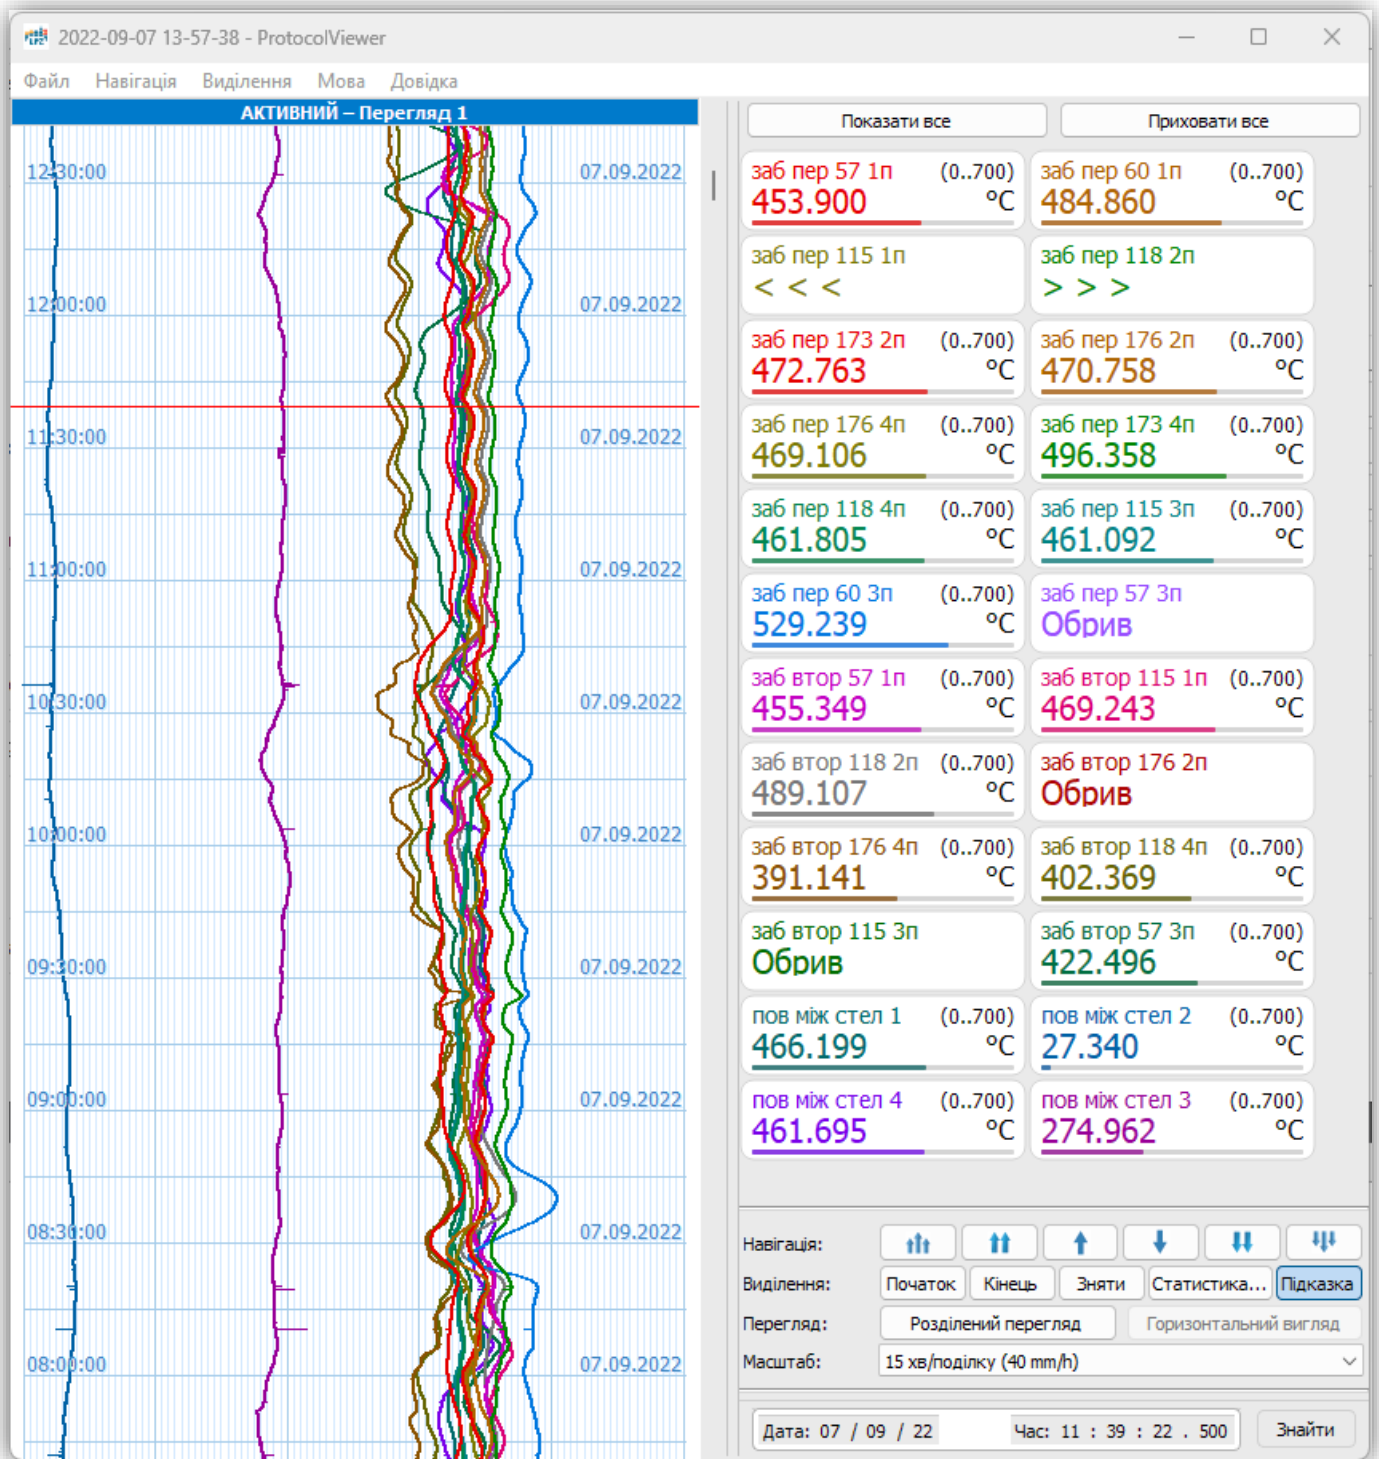 2022-09-07 13-57-38 - ProtocolViewer
Файл Навігація Виділення Мова Довідка
АКТИВНИЙ – Перегляд 1
12:30:00 07.09.2022
12:00:00 07.09.2022
11:30:00 07.09.2022
11:00:00 07.09.2022
10:30:00 07.09.2022
10:00:00 07.09.2022
09:30:00 07.09.2022
09:00:00 07.09.2022
08:30:00 07.09.2022
08:00:00 07.09.2022
Показати все Приховати все
заб пер 57 1п (0..700)
453.900 °C
заб пер 60 1п (0..700)
484.860 °C
заб пер 115 1п
< < <
заб пер 118 2п
> > >
заб пер 173 2п (0..700)
472.763 °C
заб пер 176 2п (0..700)
470.758 °C
заб пер 176 4п (0..700)
469.106 °C
заб пер 173 4п (0..700)
496.358 °C
заб пер 118 4п (0..700)
461.805 °C
заб пер 115 3п (0..700)
461.092 °C
заб пер 60 3п (0..700)
529.239 °C
заб пер 57 3п
Обрив
заб втор 57 1п (0..700)
455.349 °C
заб втор 115 1п (0..700)
469.243 °C
заб втор 118 2п (0..700)
489.107 °C
заб втор 176 2п
Обрив
заб втор 176 4п (0..700)
391.141 °C
заб втор 118 4п (0..700)
402.369 °C
заб втор 115 3п
Обрив
заб втор 57 3п (0..700)
422.496 °C
пов між стел 1 (0..700)
466.199 °C
пов між стел 2 (0..700)
27.340 °C
пов між стел 4 (0..700)
461.695 °C
пов між стел 3 (0..700)
274.962 °C
Навігація:
Виділення: Початок Кінець Зняти Статистика... Підказка
Перегляд: Розділений перегляд Горизонтальний вигляд
Масштаб: 15 хв/поділку (40 mm/h)
Дата: 07 / 09 / 22 Час: 11 : 39 : 22 . 500 Знайти